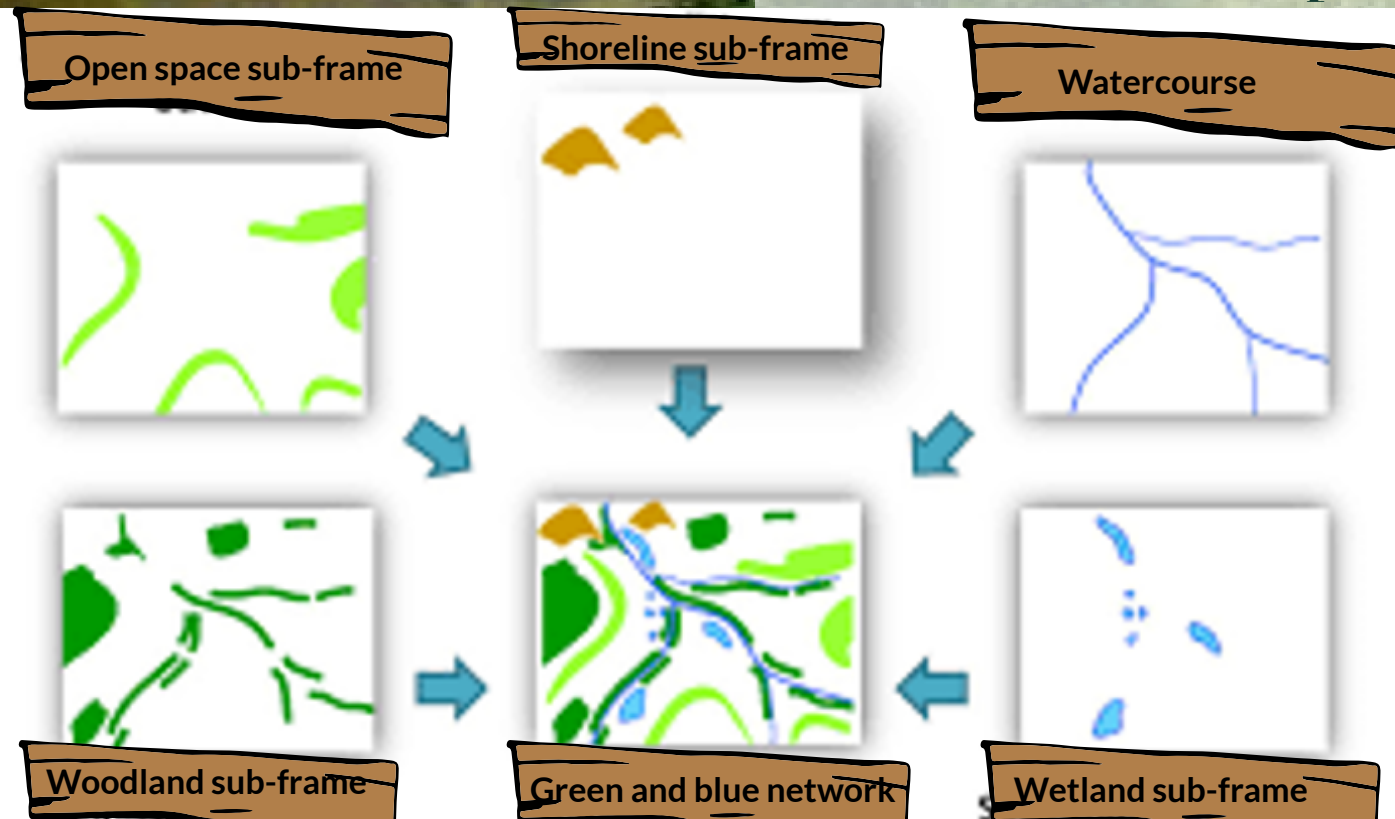 Open space sub-frame
Shoreline sub-frame
Watercourse
Woodland sub-frame
Green and blue network
Wetland sub-frame